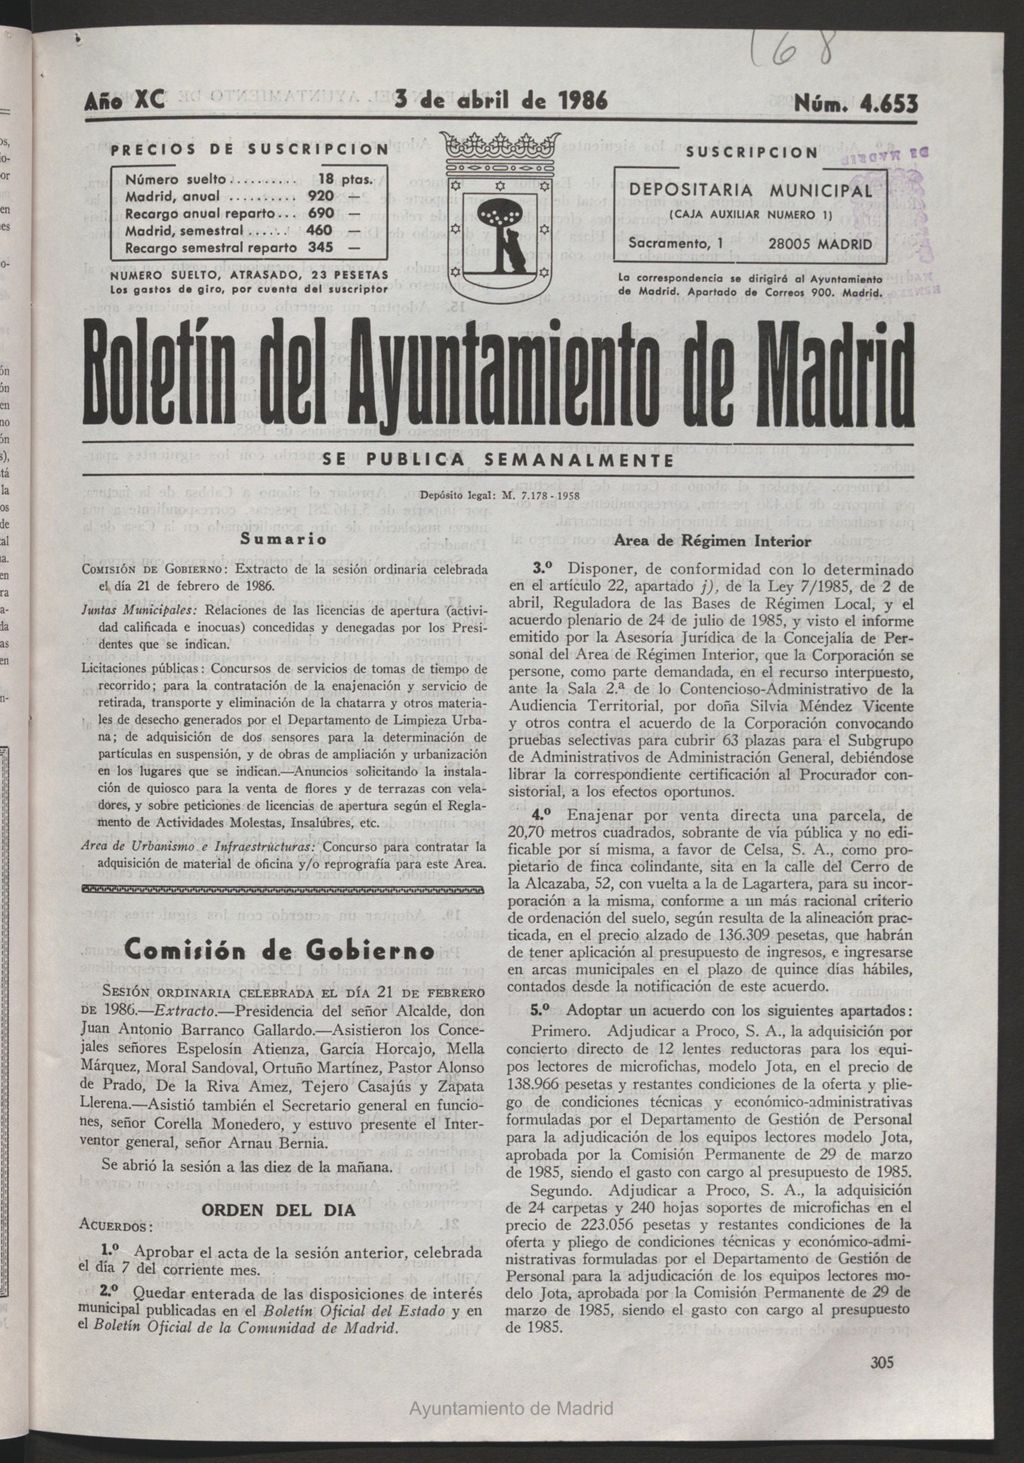 168
Año XC
3 de abril de 1986
Núm. 4.653
PRECIOS DE SUSCRIPCION
Número suelto .......... 18 ptas.
Madrid, anual .......... 920 —
Recargo anual reparto... 690 —
Madrid, semestral ...... 460 —
Recargo semestral reparto 345 —
NUMERO SUELTO, ATRASADO, 23 PESETAS
Los gastos de giro, por cuenta del suscriptor
SUSCRIPCION
DEPOSITARIA MUNICIPAL
(CAJA AUXILIAR NUMERO 1)
Sacramento, 1 28005 MADRID
La correspondencia se dirigirá al Ayuntamiento
de Madrid. Apartado de Correos 900. Madrid.
Boletín del Ayuntamiento de Madrid
SE PUBLICA SEMANALMENTE
Depósito legal: M. 7.178 - 1958
Sumario
COMISIÓN DE GOBIERNO: Extracto de la sesión ordinaria celebrada
el día 21 de febrero de 1986.
Juntas Municipales: Relaciones de las licencias de apertura (activi-
dad calificada e inocuas) concedidas y denegadas por los Presi-
dentes que se indican.
Licitaciones públicas: Concursos de servicios de tomas de tiempo de
recorrido; para la contratación de la enajenación y servicio de
retirada, transporte y eliminación de la chatarra y otros materia-
les de desecho generados por el Departamento de Limpieza Urba-
na; de adquisición de dos sensores para la determinación de
partículas en suspensión, y de obras de ampliación y urbanización
en los lugares que se indican.—Anuncios solicitando la instala-
ción de quiosco para la venta de flores y de terrazas con vela-
dores, y sobre peticiones de licencias de apertura según el Regla-
mento de Actividades Molestas, Insalubres, etc.
Area de Urbanismo e Infraestructuras: Concurso para contratar la
adquisición de material de oficina y/o reprografía para este Area.
Comisión de Gobierno
SESIÓN ORDINARIA CELEBRADA EL DÍA 21 DE FEBRERO
DE 1986.—Extracto.—Presidencia del señor Alcalde, don
Juan Antonio Barranco Gallardo.—Asistieron los Conce-
jales señores Espelosín Atienza, García Horcajo, Mella
Márquez, Moral Sandoval, Ortuño Martínez, Pastor Alonso
de Prado, De la Riva Amez, Tejero Casajús y Zapata
Llerena.—Asistió también el Secretario general en funcio-
nes, señor Corella Monedero, y estuvo presente el Inter-
ventor general, señor Arnau Bernia.
Se abrió la sesión a las diez de la mañana.
ORDEN DEL DIA
ACUERDOS:
1.º Aprobar el acta de la sesión anterior, celebrada
el día 7 del corriente mes.
2.º Quedar enterada de las disposiciones de interés
municipal publicadas en el Boletín Oficial del Estado y en
el Boletín Oficial de la Comunidad de Madrid.
Area de Régimen Interior
3.º Disponer, de conformidad con lo determinado
en el artículo 22, apartado j), de la Ley 7/1985, de 2 de
abril, Reguladora de las Bases de Régimen Local, y el
acuerdo plenario de 24 de julio de 1985, y visto el informe
emitido por la Asesoría Jurídica de la Concejalía de Per-
sonal del Area de Régimen Interior, que la Corporación se
persone, como parte demandada, en el recurso interpuesto,
ante la Sala 2.ª de lo Contencioso-Administrativo de la
Audiencia Territorial, por doña Silvia Méndez Vicente
y otros contra el acuerdo de la Corporación convocando
pruebas selectivas para cubrir 63 plazas para el Subgrupo
de Administrativos de Administración General, debiéndose
librar la correspondiente certificación al Procurador con-
sistorial, a los efectos oportunos.
4.º Enajenar por venta directa una parcela, de
20,70 metros cuadrados, sobrante de vía pública y no edi-
ficable por sí misma, a favor de Celsa, S. A., como pro-
pietario de finca colindante, sita en la calle del Cerro de
la Alcazaba, 52, con vuelta a la de Lagartera, para su incor-
poración a la misma, conforme a un más racional criterio
de ordenación del suelo, según resulta de la alineación prac-
ticada, en el precio alzado de 136.309 pesetas, que habrán
de tener aplicación al presupuesto de ingresos, e ingresarse
en arcas municipales en el plazo de quince días hábiles,
contados desde la notificación de este acuerdo.
5.º Adoptar un acuerdo con los siguientes apartados:
Primero. Adjudicar a Proco, S. A., la adquisición por
concierto directo de 12 lentes reductoras para los equi-
pos lectores de microfichas, modelo Jota, en el precio de
138.966 pesetas y restantes condiciones de la oferta y plie-
go de condiciones técnicas y económico-administrativas
formuladas por el Departamento de Gestión de Personal
para la adjudicación de los equipos lectores modelo Jota,
aprobada por la Comisión Permanente de 29 de marzo
de 1985, siendo el gasto con cargo al presupuesto de 1985.
Segundo. Adjudicar a Proco, S. A., la adquisición
de 24 carpetas y 240 hojas soportes de microfichas en el
precio de 223.056 pesetas y restantes condiciones de la
oferta y pliego de condiciones técnicas y económico-admi-
nistrativas formuladas por el Departamento de Gestión de
Personal para la adjudicación de los equipos lectores mo-
delo Jota, aprobada por la Comisión Permanente de 29 de
marzo de 1985, siendo el gasto con cargo al presupuesto
de 1985.
305
Ayuntamiento de Madrid